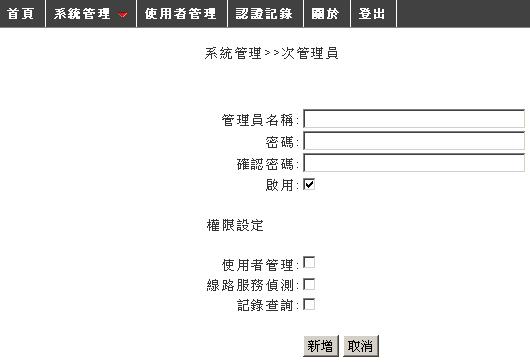 首頁 系統管理 使用者管理 認證記錄 關於 登出
系統管理>>次管理員
管理員名稱:
密碼:
確認密碼:
啟用:
權限設定
使用者管理:
線路服務偵測:
記錄查詢:
新增 取消